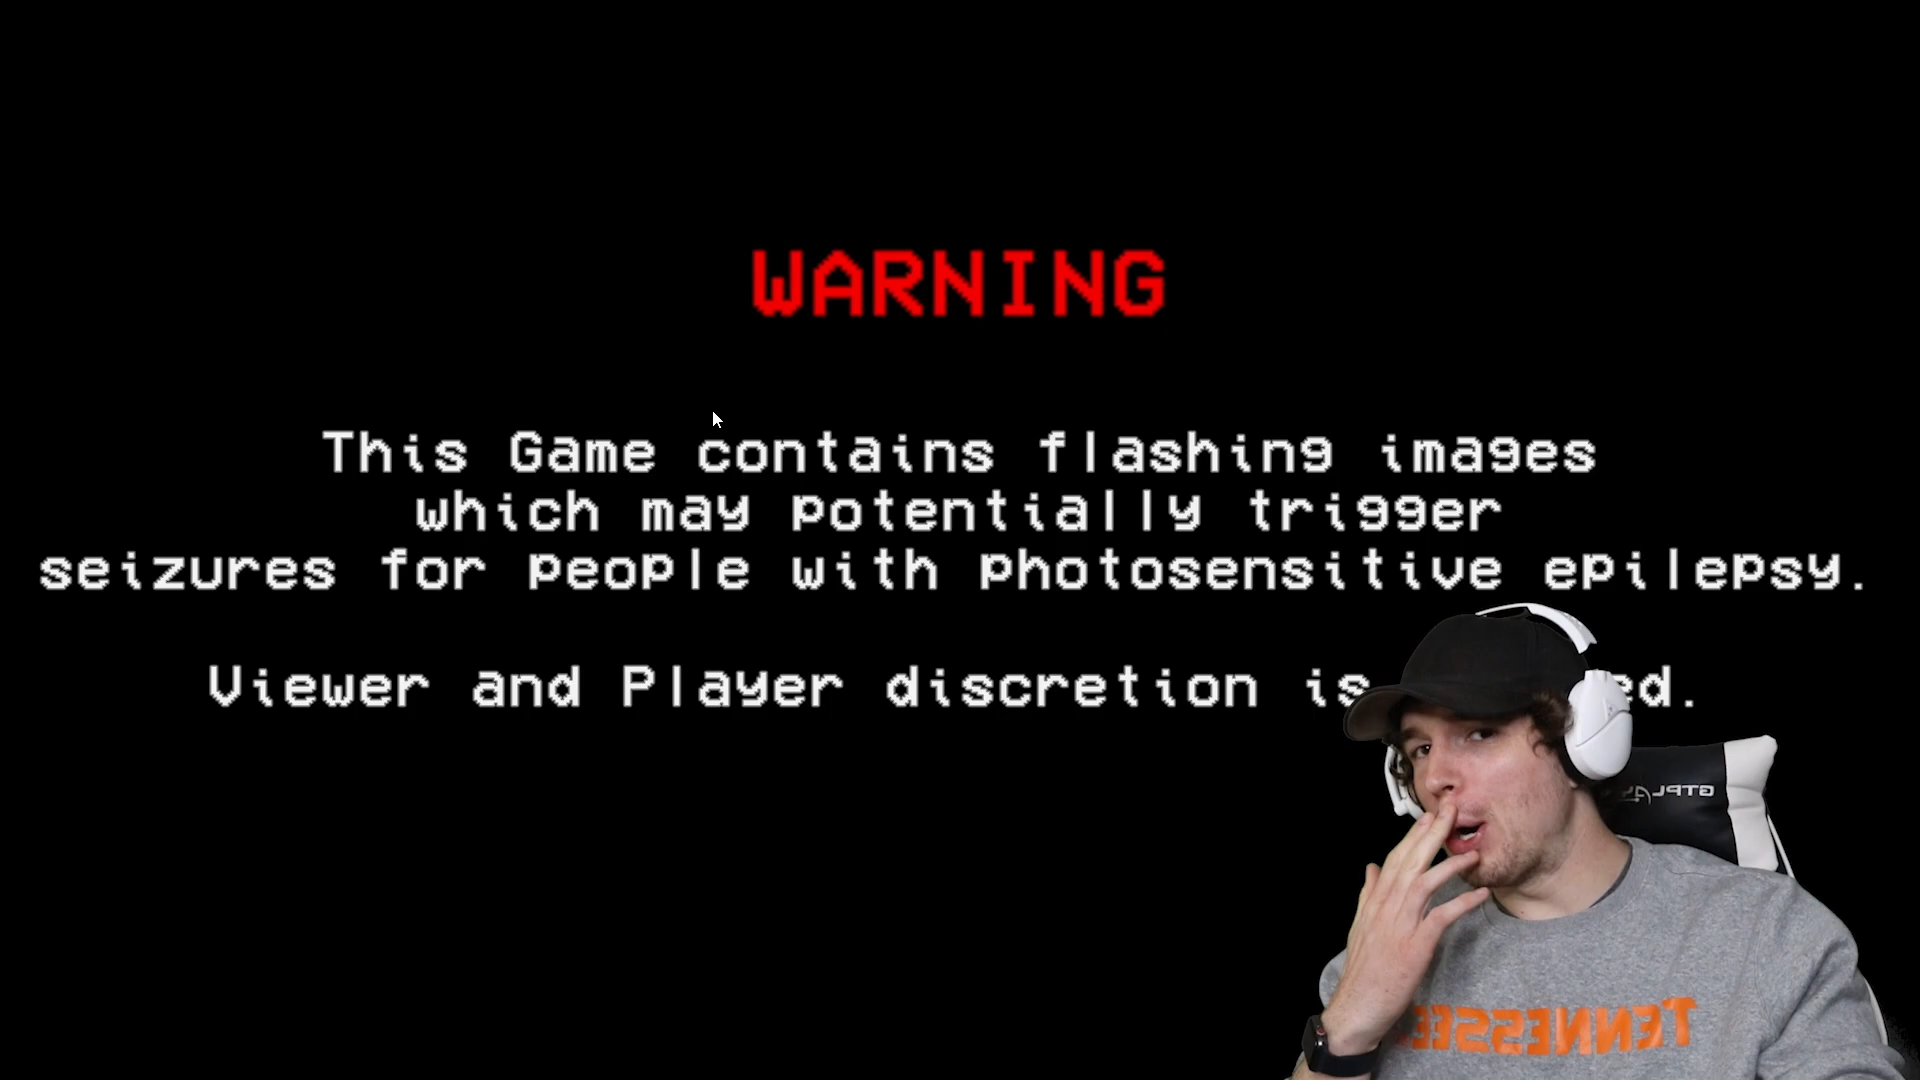 WARNING
This Game contains flashing images
which may potentially trigger
seizures for people with photosensitive epilepsy.
Viewer and Player discretion is
GTPLAY
TENNESSEE